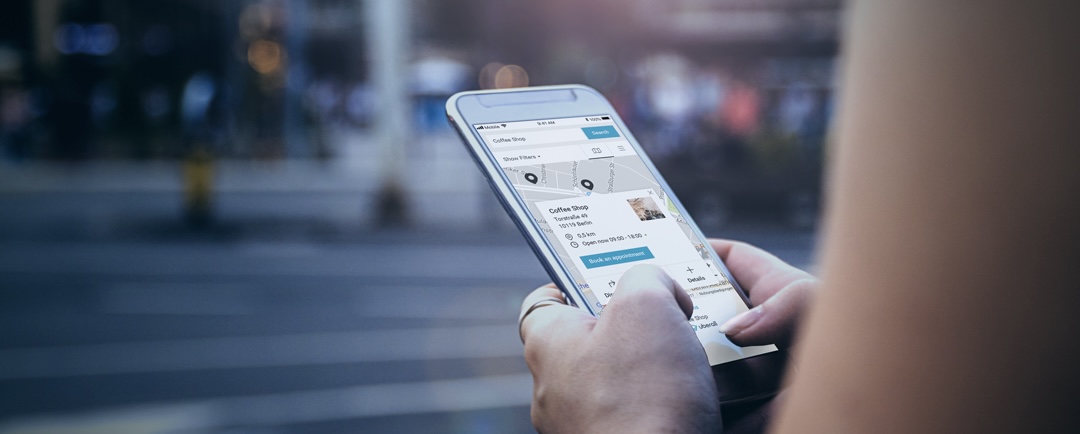 Mobile 9:41 AM 100%
Coffee Shop Search
Show Filters
Coffee Shop
Torstraße 49
10119 Berlin
0,5 km
Open now 09:00 - 18:00
Book an appointment
Details
Shop
uberall